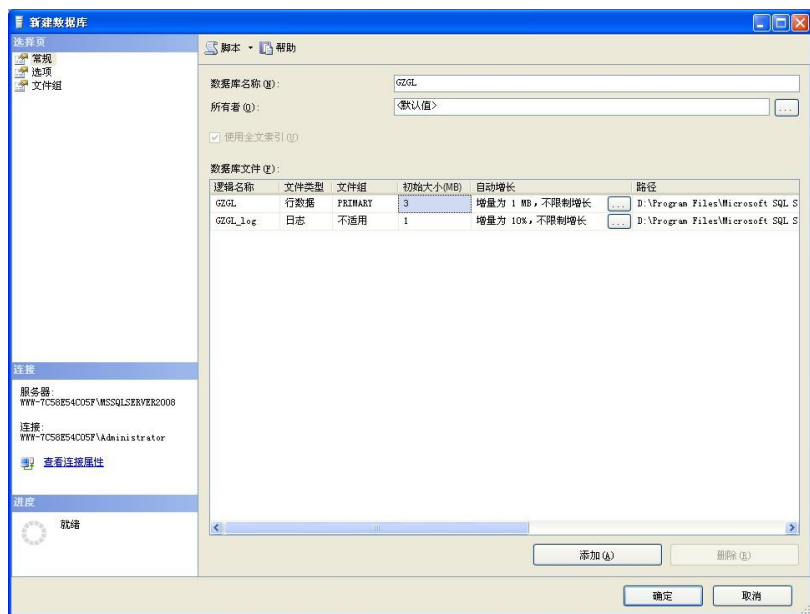 新建数据库
选择页
常规
选项
文件组
脚本 帮助
数据库名称(N): GZGL
所有者(O): <默认值> ...
使用全文索引(U)
数据库文件(F):
逻辑名称 文件类型 文件组 初始大小(MB) 自动增长 路径
GZGL 行数据 PRIMARY 3 增量为 1 MB，不限制增长 ... D:\Program Files\Microsoft SQL S
GZGL_log 日志 不适用 1 增量为 10%，不限制增长 ... D:\Program Files\Microsoft SQL S
连接
服务器:
WWW-7C58E54C05F\MSSQLSERVER2008
连接:
WWW-7C58E54C05F\Administrator
查看连接属性
进度
就绪
添加(A) 删除(R)
确定 取消